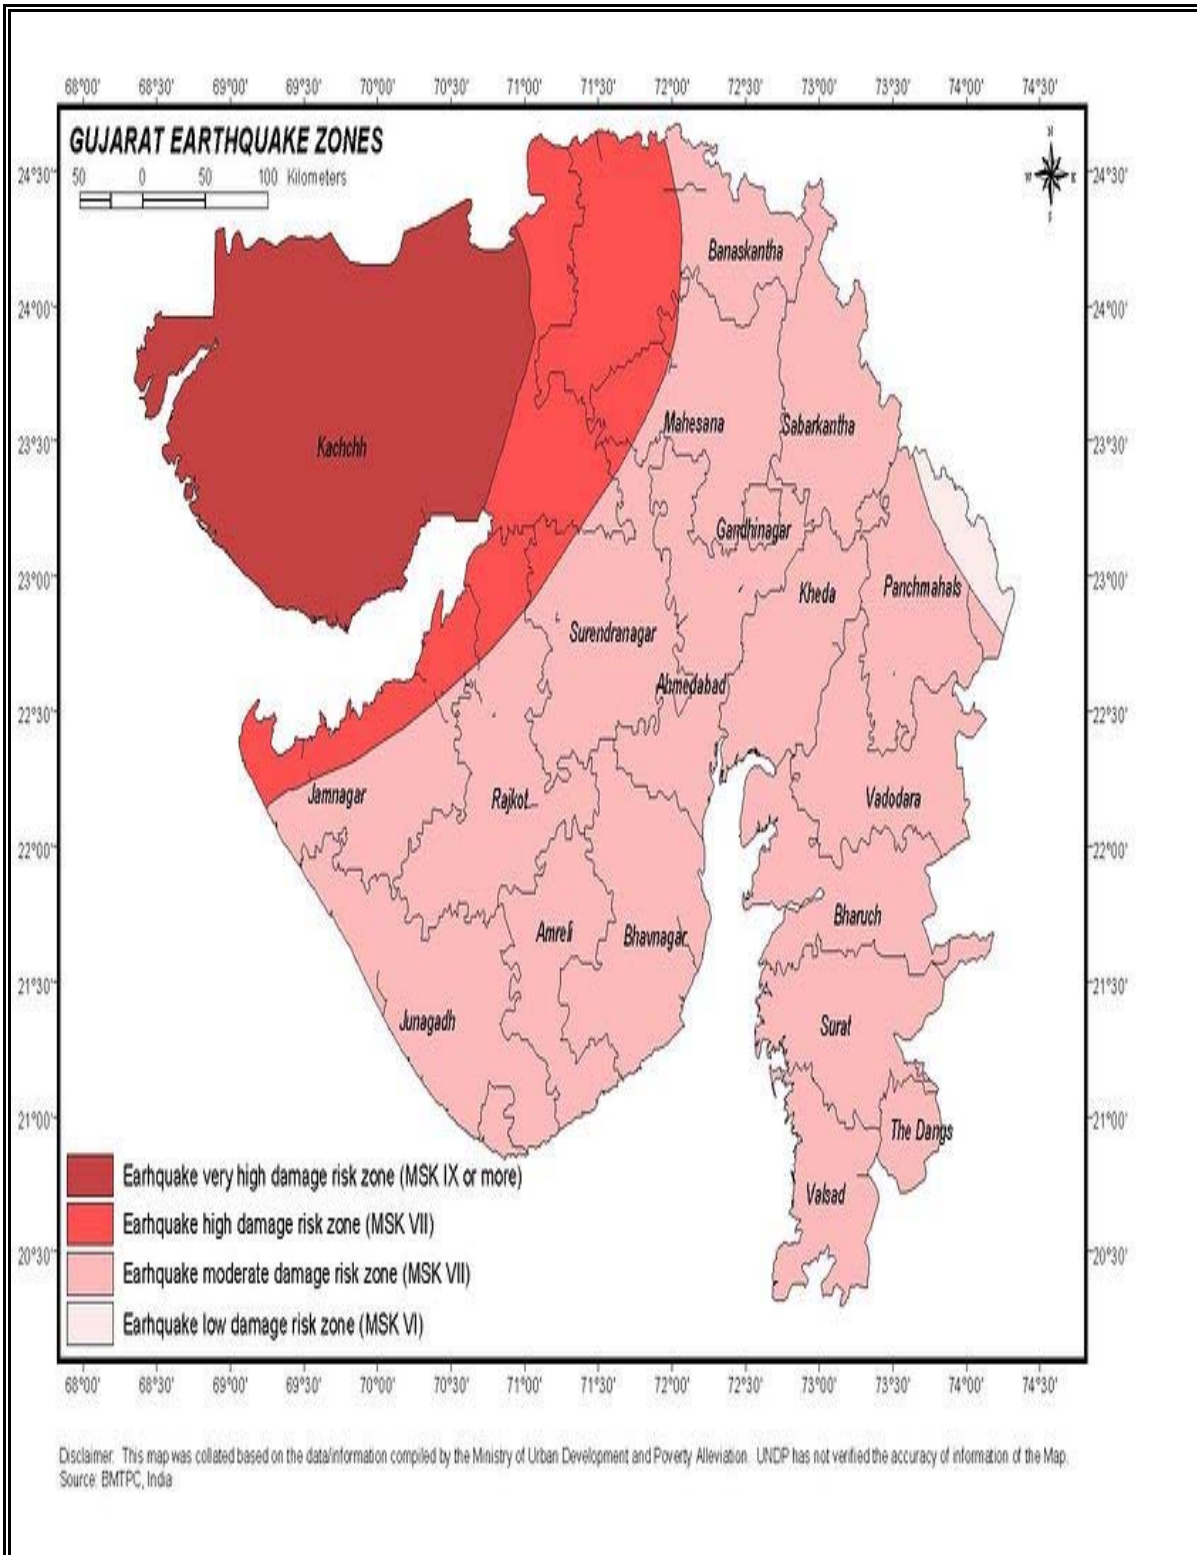 68°00' 68°30' 69°00' 69°30' 70°00' 70°30' 71°00' 71°30' 72°00' 72°30' 73°00' 73°30' 74°00' 74°30'
GUJARAT EARTHQUAKE ZONES
50 0 50 100 Kilometers
N
W E
S
24°30' 24°30'
Banaskantha
24°00' 24°00'
Kachchh
Mahesana
Sabarkantha
23°30' 23°30'
Gandhinagar
23°00' 23°00'
Panchmahals
Kheda
Surendranagar
Ahmedabad
22°30' 22°30'
Jamnagar
Rajkot
Vadodara
22°00' 22°00'
Bharuch
Amreli
Bhavnagar
21°30' 21°30'
Junagadh
Surat
21°00' 21°00'
The Dangs
Valsad
20°30' 20°30'
Earhquake very high damage risk zone (MSK IX or more)
Earhquake high damage risk zone (MSK VII)
Earhquake moderate damage risk zone (MSK VII)
Earhquake low damage risk zone (MSK VI)
68°00' 68°30' 69°00' 69°30' 70°00' 70°30' 71°00' 71°30' 72°00' 72°30' 73°00' 73°30' 74°00' 74°30'
Disclaimer: This map was collated based on the data/information compiled by the Ministry of Urban Development and Poverty Alleviation. UNDP has not verified the accuracy of information of the Map.
Source: BMTPC, India